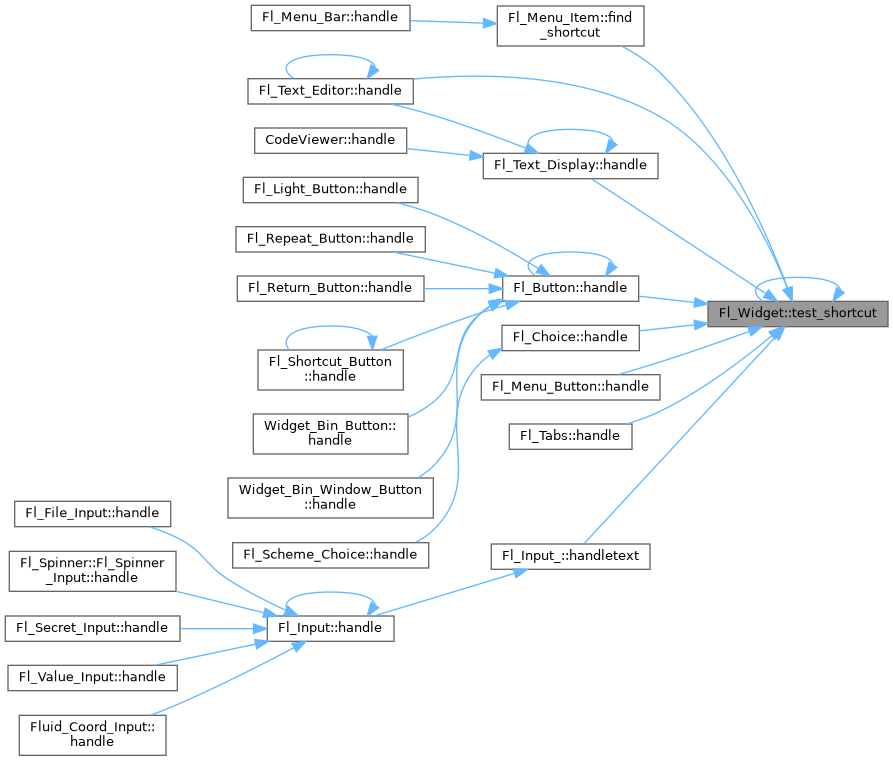 Fl_Menu_Bar::handle
Fl_Menu_Item::find
_shortcut
Fl_Text_Editor::handle
CodeViewer::handle
Fl_Text_Display::handle
Fl_Light_Button::handle
Fl_Repeat_Button::handle
Fl_Return_Button::handle
Fl_Button::handle
Fl_Widget::test_shortcut
Fl_Choice::handle
Fl_Shortcut_Button
::handle
Fl_Menu_Button::handle
Widget_Bin_Button::
handle
Fl_Tabs::handle
Widget_Bin_Window_Button
::handle
Fl_Scheme_Choice::handle
Fl_Input_::handletext
Fl_File_Input::handle
Fl_Spinner::Fl_Spinner
_Input::handle
Fl_Secret_Input::handle
Fl_Input::handle
Fl_Value_Input::handle
Fluid_Coord_Input::
handle